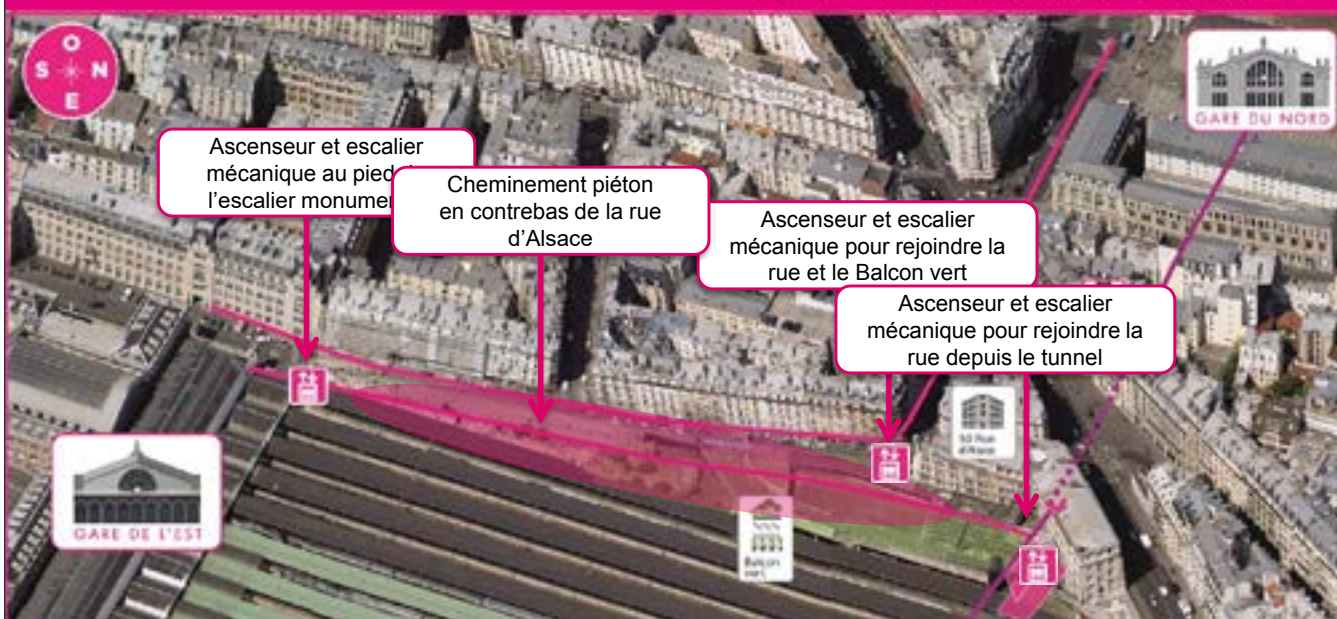 O
S N
E
GARE DU NORD
Ascenseur et escalier
mécanique au pied
l'escalier monumen
Cheminement piéton
en contrebas de la rue
d'Alsace
Ascenseur et escalier
mécanique pour rejoindre la
rue et le Balcon vert
Ascenseur et escalier
mécanique pour rejoindre la
rue depuis le tunnel
Rue
d'Alsace
GARE DE L'EST
Balcon
vert